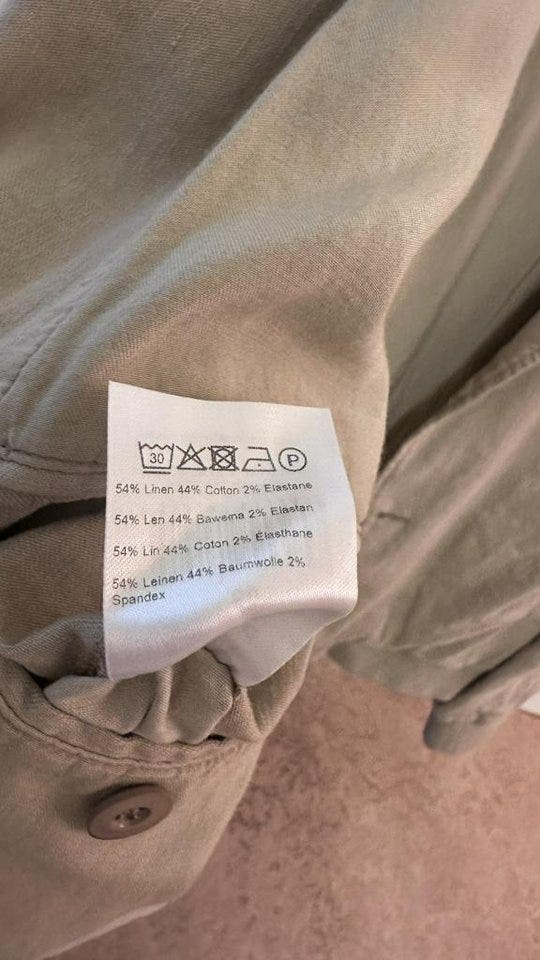 30 P
54% Linen 44% Cotton 2% Elastane
54% Len 44% Bawema 2% Elastan
54% Lin 44% Coton 2% Élasthane
54% Leinen 44% Baumwolle 2%
Spandex